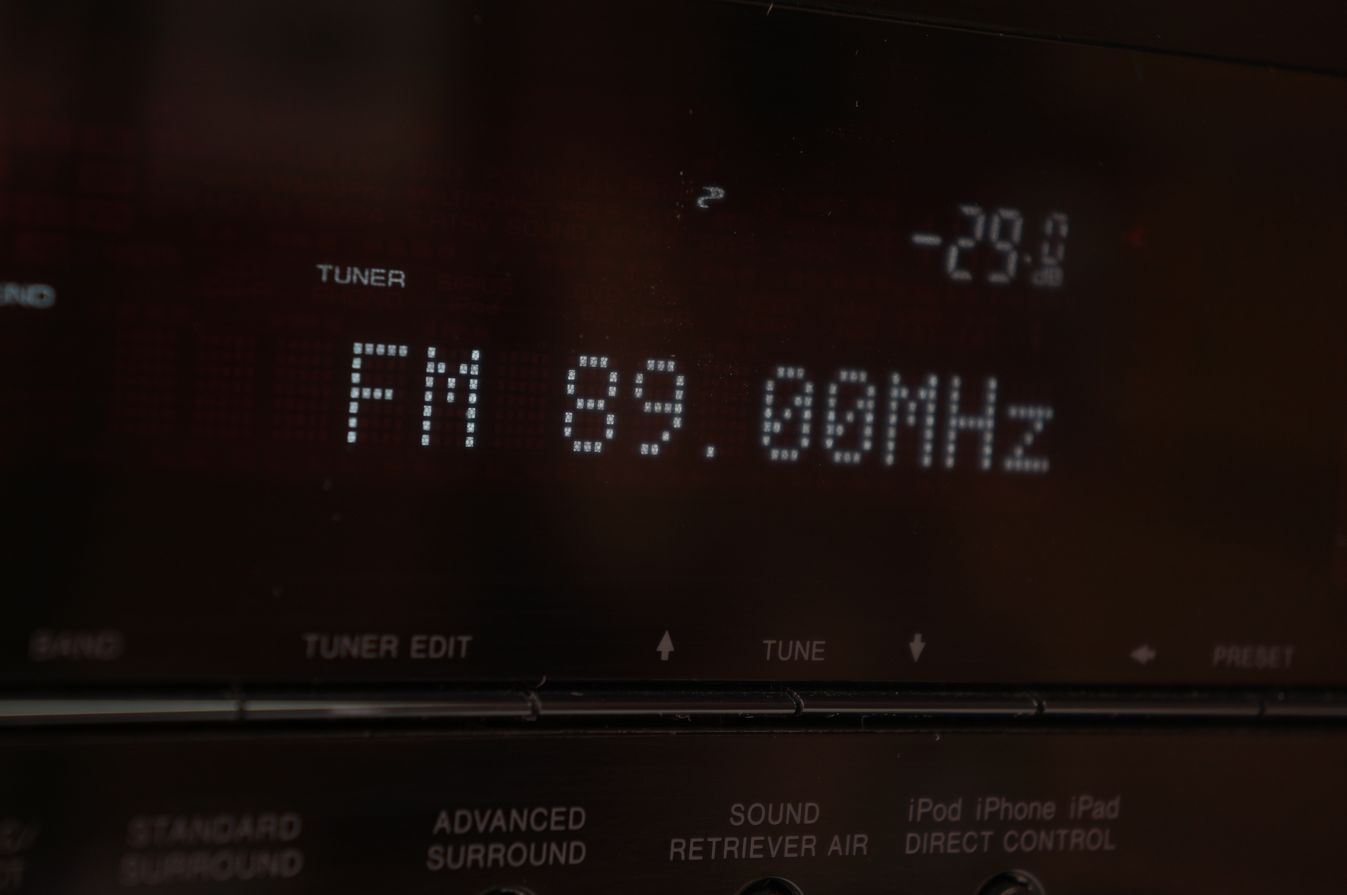 -29.0
dB
TUNER
FM 89.00MHz
BAND
TUNER EDIT
TUNE
PRESET
STANDARD
SURROUND
ADVANCED
SURROUND
SOUND
RETRIEVER AIR
iPod iPhone iPad
DIRECT CONTROL